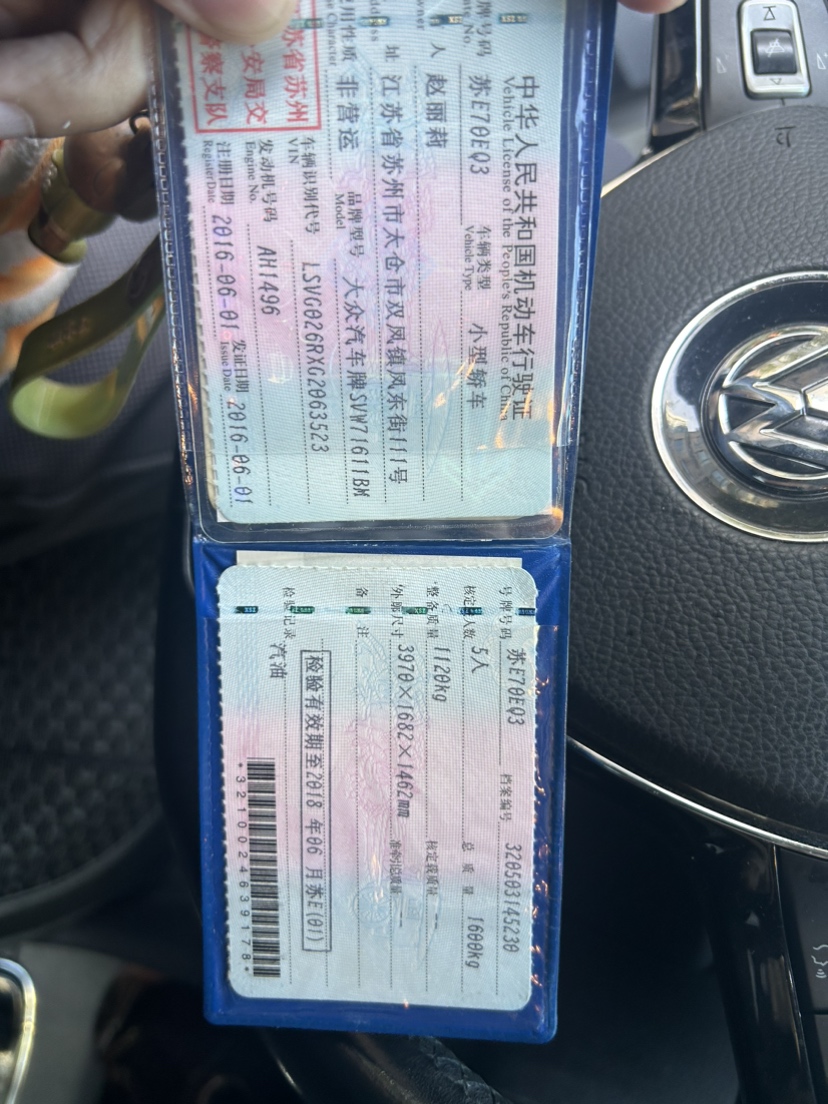 中华人民共和国机动车行驶证
Vehicle License of the People's Republic of China
牌号码 苏E70EQ3 车辆类型 小型轿车
Vehicle Type
人 赵丽莉
址 江苏省苏州市太仓市双凤镇凤东街111号
用性质 非营运 品牌型号 大众汽车牌SVW71611BM
Model
苏省苏州
安局交
警察支队
车辆识别代号 LSVG026RXG2063523
VIN
发动机号码 AH1496
Engine No.
注册日期 2016-06-01 发证日期 2016-06-01
Register Date Issue Date
号牌号码 苏E70EQ3 档案编号 320503145230
核定人数 5人 总质量 1600kg
整备质量 1120kg 核定载质量 --
外廓尺寸 3970×1682×1462mm 准牵引总质量 --
备注
检验有效期至2018年06月苏E(01)
检验记录
汽油
*3210024639178*